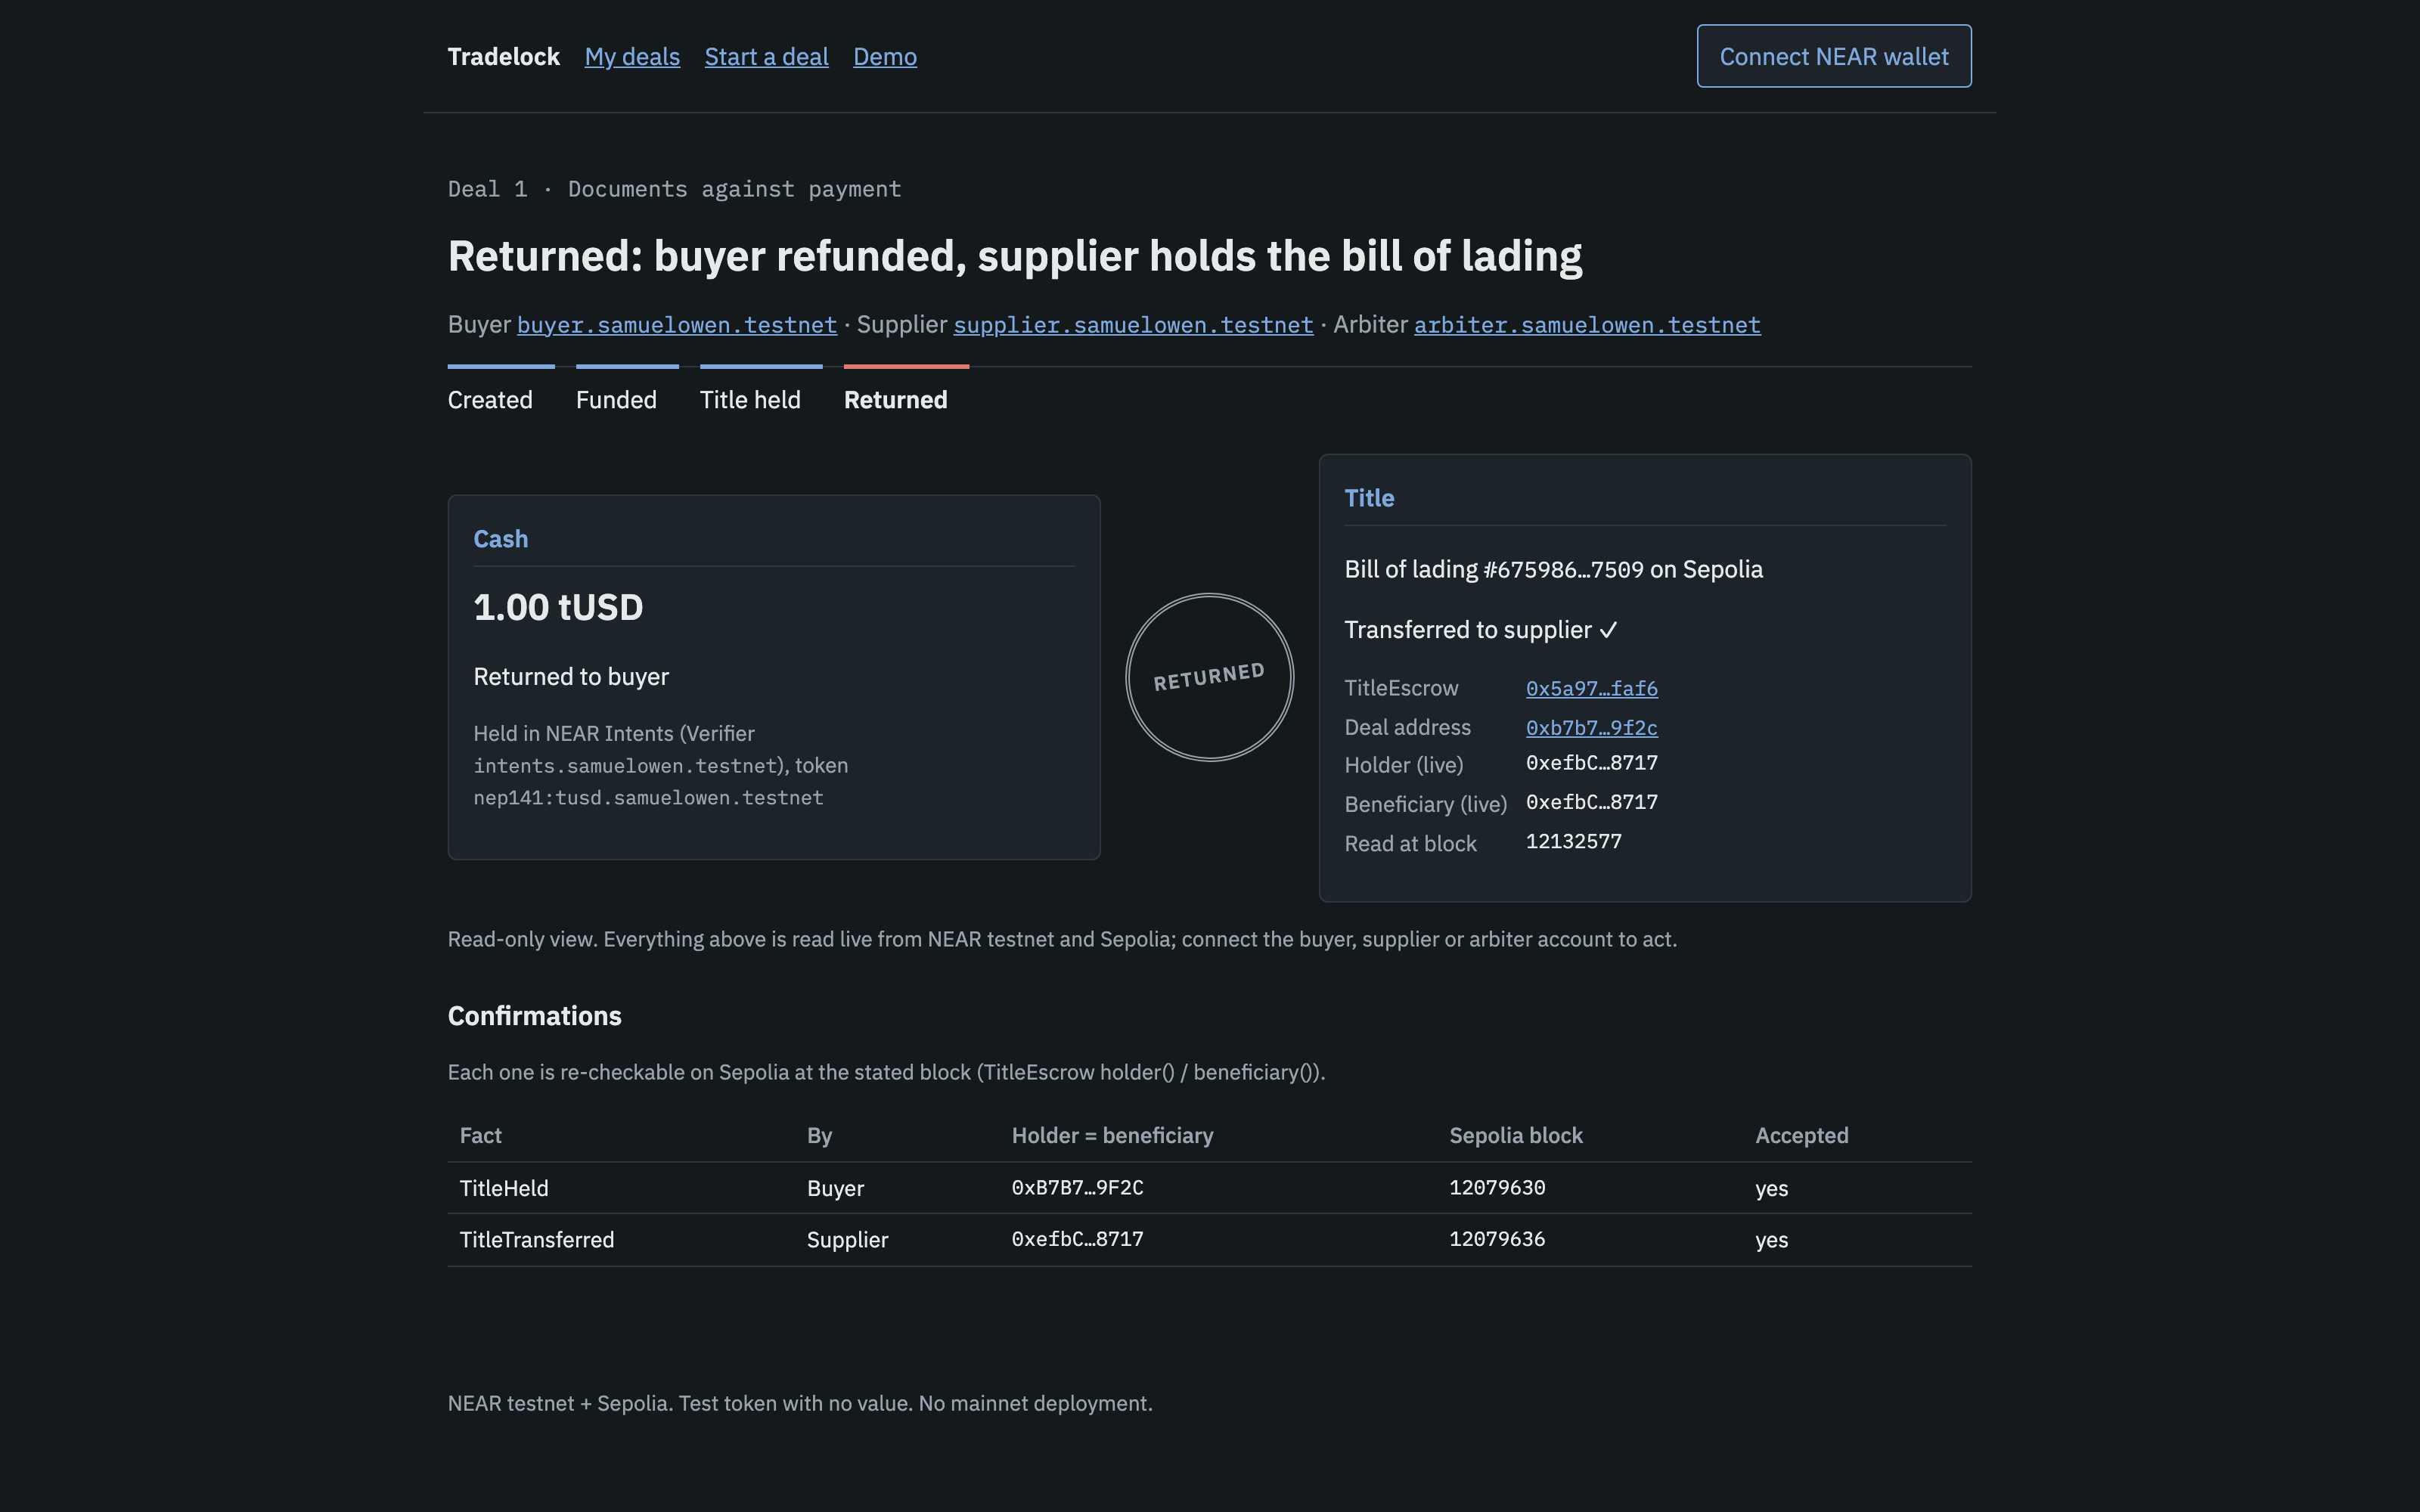 Tradelock My deals Start a deal Demo Connect NEAR wallet
Deal 1 · Documents against payment
Returned: buyer refunded, supplier holds the bill of lading
Buyer buyer.samuelowen.testnet · Supplier supplier.samuelowen.testnet · Arbiter arbiter.samuelowen.testnet
Created Funded Title held Returned
Cash
1.00 tUSD
Returned to buyer
Held in NEAR Intents (Verifier
intents.samuelowen.testnet), token
nep141:tusd.samuelowen.testnet
RETURNED
Title
Bill of lading #675986…7509 on Sepolia
Transferred to supplier ✓
TitleEscrow 0x5a97…faf6
Deal address 0xb7b7…9f2c
Holder (live) 0xefbC…8717
Beneficiary (live) 0xefbC…8717
Read at block 12132577
Read-only view. Everything above is read live from NEAR testnet and Sepolia; connect the buyer, supplier or arbiter account to act.
Confirmations
Each one is re-checkable on Sepolia at the stated block (TitleEscrow holder() / beneficiary()).
Fact By Holder = beneficiary Sepolia block Accepted
TitleHeld Buyer 0xB7B7…9F2C 12079630 yes
TitleTransferred Supplier 0xefbC…8717 12079636 yes
NEAR testnet + Sepolia. Test token with no value. No mainnet deployment.